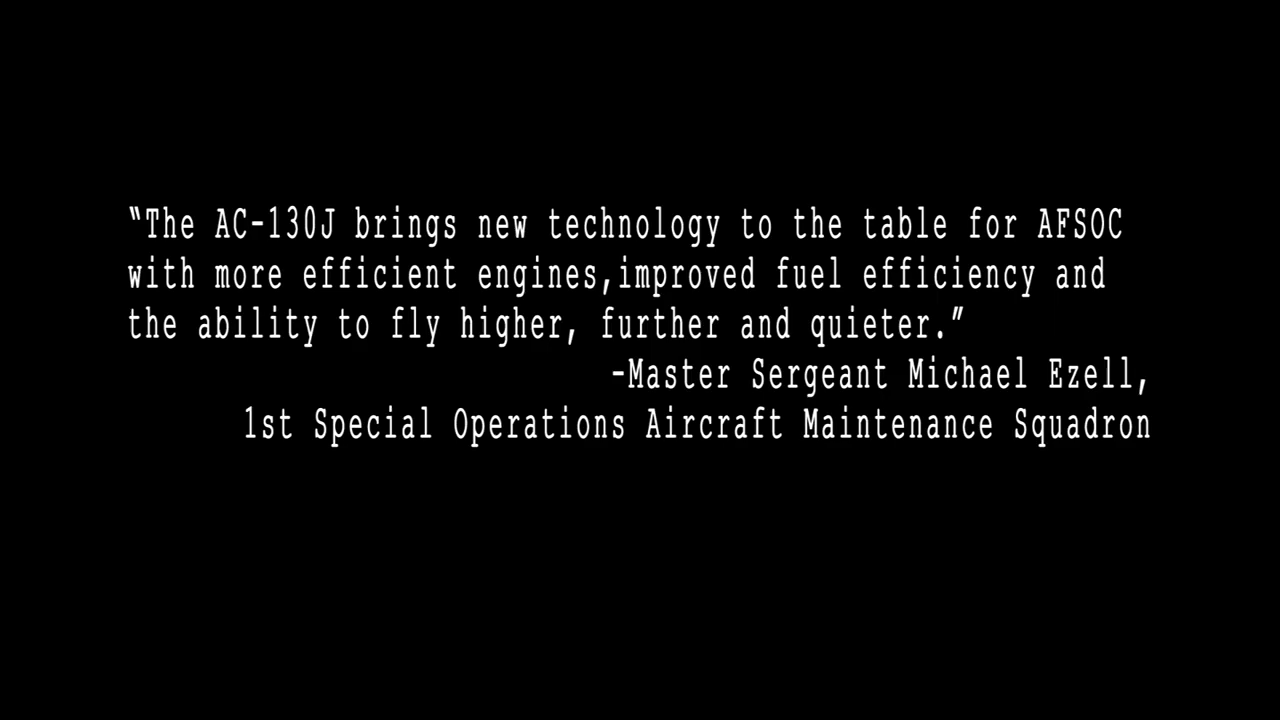 “The AC-130J brings new technology to the table for AFSOC
with more efficient engines,improved fuel efficiency and
the ability to fly higher, further and quieter.”
-Master Sergeant Michael Ezell,
1st Special Operations Aircraft Maintenance Squadron